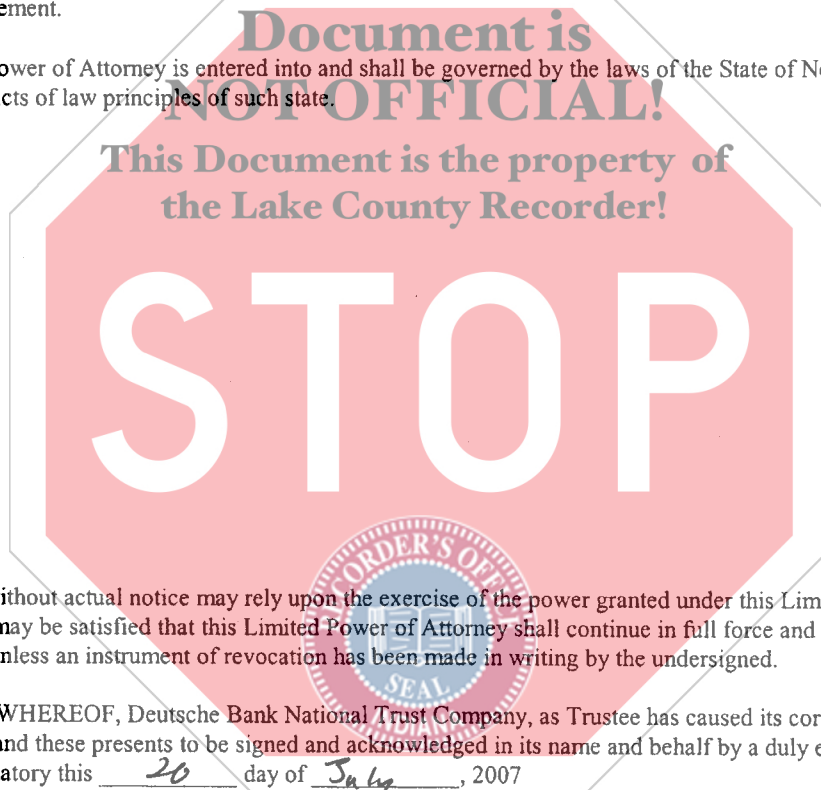 ement.
Document is
ower of Attorney is entered into and shall be governed by the laws of the State of N
cts of law principles of such state.
NOT OFFICIAL!
This Document is the property of
the Lake County Recorder!
STOP
RECORDER'S OFFICE
ithout actual notice may rely upon the exercise of the power granted under this Lim
may be satisfied that this Limited Power of Attorney shall continue in full force and
nless an instrument of revocation has been made in writing by the undersigned.
SEAL
INDIANA
WHEREOF, Deutsche Bank National Trust Company, as Trustee has caused its cor
nd these presents to be signed and acknowledged in its name and behalf by a duly e
atory this 20 day of July, 2007